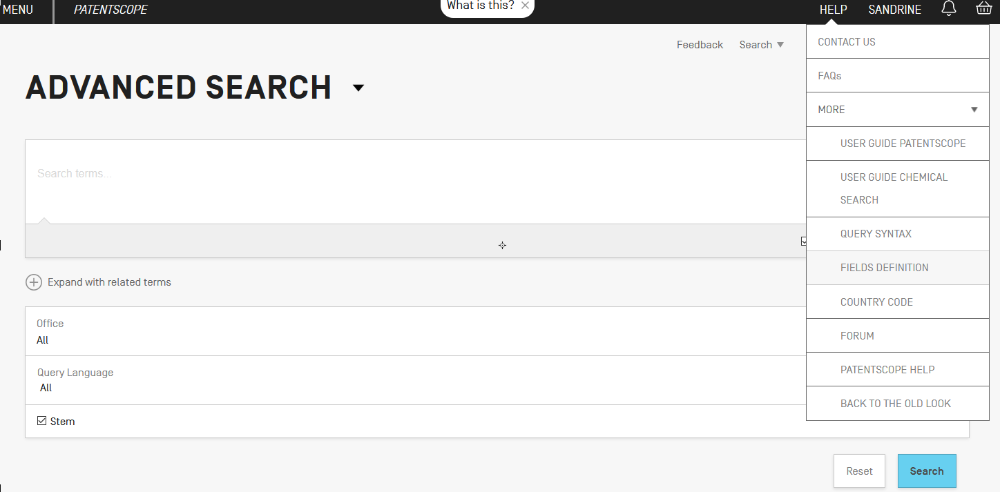 MENU
PATENTSCOPE
What is this?
HELP
SANDRINE
Feedback
Search
CONTACT US
FAQs
MORE
USER GUIDE PATENTSCOPE
USER GUIDE CHEMICAL
SEARCH
QUERY SYNTAX
FIELDS DEFINITION
COUNTRY CODE
FORUM
PATENTSCOPE HELP
BACK TO THE OLD LOOK
ADVANCED SEARCH
Search terms...
Expand with related terms
Office
All
Query Language
All
Stem
Reset
Search